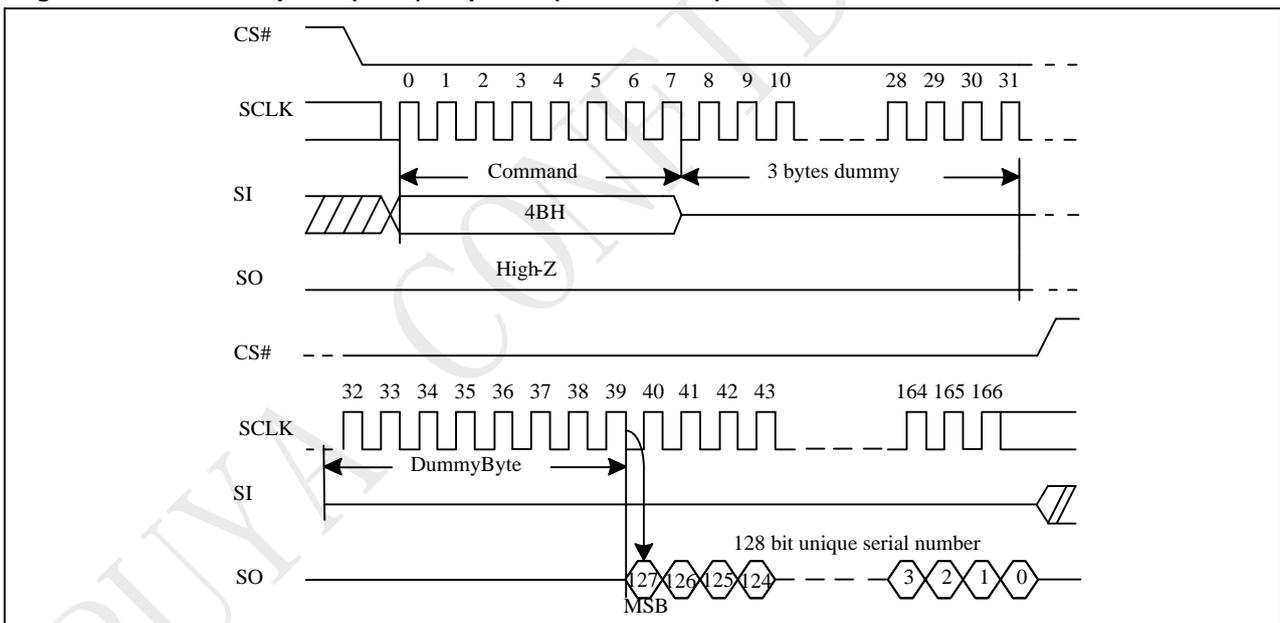 CS#
0 1 2 3 4 5 6 7 8 9 10 28 29 30 31
SCLK
Command 3 bytes dummy
SI
4BH
High-Z
SO
CS#
32 33 34 35 36 37 38 39 40 41 42 43 164 165 166
SCLK
DummyByte
SI
128 bit unique serial number
SO
127 126 125 124 3 2 1 0
MSB
PUYA CONFID